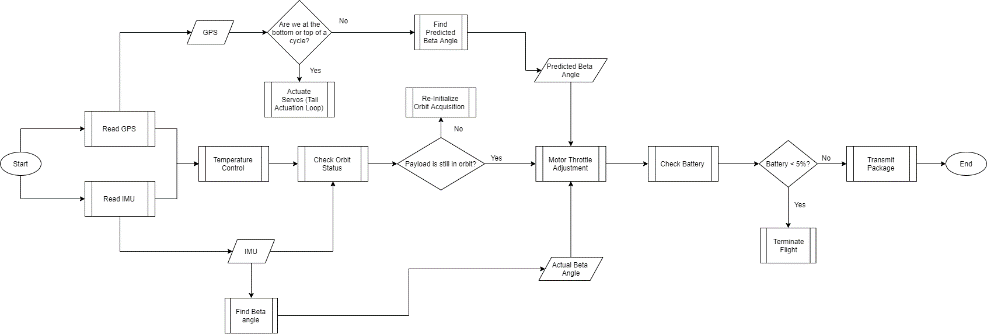 GPS
Are we at the
bottom or top of a
cycle?
No
Find
Predicted
Beta Angle
Yes
Predicted Beta
Angle
Actuate
Servos (Tail
Actuation Loop)
Re-Initialize
Orbit Acquisition
Read GPS
No
Start
Temperature
Control
Check Orbit
Status
Payload is still in orbit?
Yes
Motor Throttle
Adjustment
Check Battery
Battery < 5%?
No
Transmit
Package
End
Read IMU
Yes
IMU
Terminate
Flight
Actual Beta
Angle
Find Beta
angle